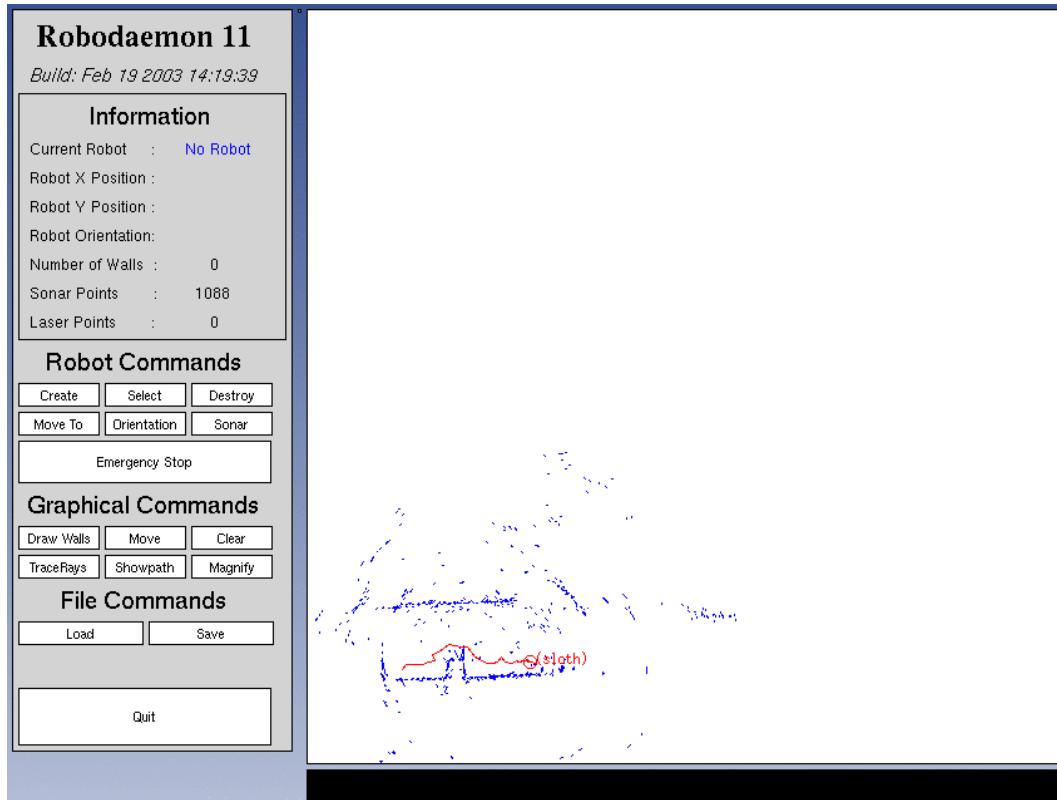 Robodaemon 11
Build: Feb 19 2003 14:19:39
Information
Current Robot : No Robot
Robot X Position :
Robot Y Position :
Robot Orientation:
Number of Walls : 0
Sonar Points : 1088
Laser Points : 0
Robot Commands
Create Select Destroy
Move To Orientation Sonar
Emergency Stop
Graphical Commands
Draw Walls Move Clear
TraceRays Showpath Magnify
File Commands
Load Save
Quit
(sloth)